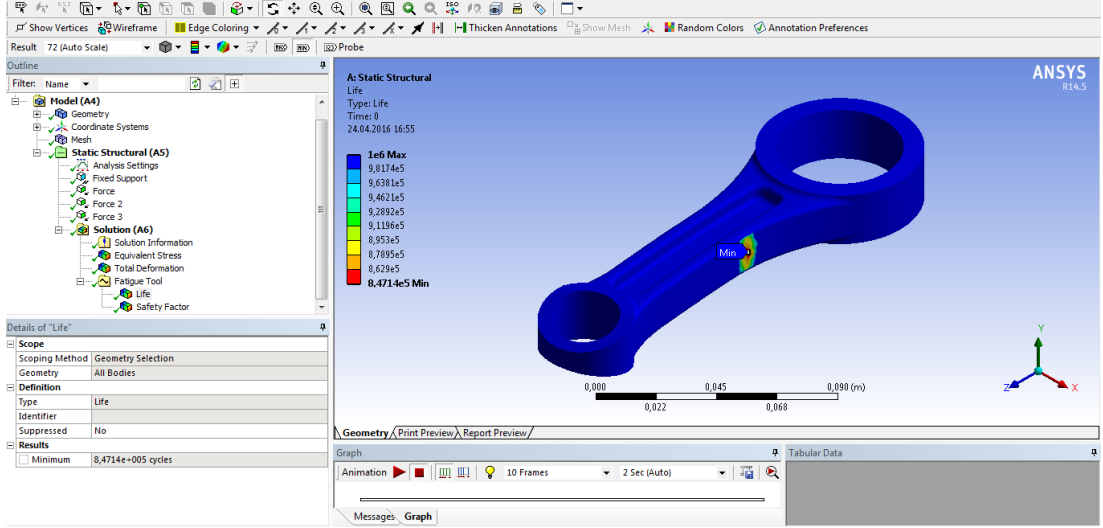 Show Vertices Wireframe Edge Coloring Thicken Annotations Show Mesh Random Colors Annotation Preferences
Result 72 (Auto Scale) Probe
Outline
Filter: Name
Model (A4)
Geometry
Coordinate Systems
Mesh
Static Structural (A5)
Analysis Settings
Fixed Support
Force
Force 2
Force 3
Solution (A6)
Solution Information
Equivalent Stress
Total Deformation
Fatigue Tool
Life
Safety Factor
Details of "Life"
Scope
Scoping Method Geometry Selection
Geometry All Bodies
Definition
Type Life
Identifier
Suppressed No
Results
Minimum 8,4714e+005 cycles
A: Static Structural
Life
Type: Life
Time: 0
24.04.2016 16:55
1e6 Max
9,8174e5
9,6381e5
9,4621e5
9,2892e5
9,1196e5
8,953e5
8,7895e5
8,629e5
8,4714e5 Min
ANSYS
R14.5
Min
0,000 0,045 0,090 (m)
0,022 0,068
Y
Z X
Geometry Print Preview Report Preview
Graph
Animation 10 Frames 2 Sec (Auto)
Messages Graph
Tabular Data